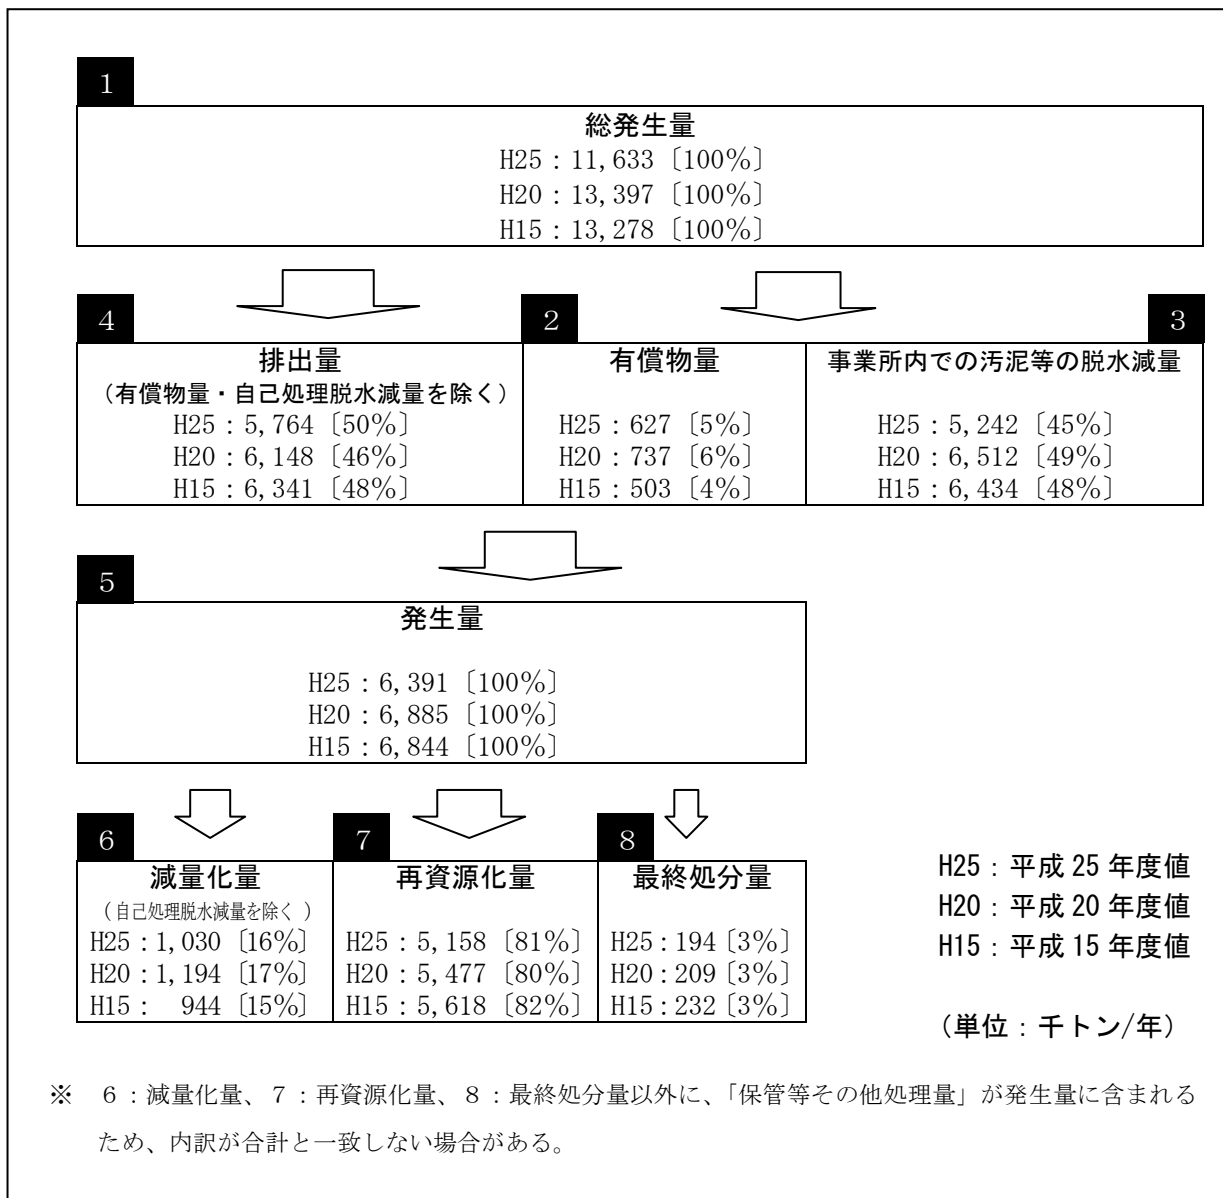 1
総発生量
H25：11,633〔100%〕
H20：13,397〔100%〕
H15：13,278〔100%〕
4
排出量
（有償物量・自己処理脱水減量を除く）
H25：5,764〔50%〕
H20：6,148〔46%〕
H15：6,341〔48%〕
2
有償物量
H25：627〔5%〕
H20：737〔6%〕
H15：503〔4%〕
3
事業所内での汚泥等の脱水減量
H25：5,242〔45%〕
H20：6,512〔49%〕
H15：6,434〔48%〕
5
発生量
H25：6,391〔100%〕
H20：6,885〔100%〕
H15：6,844〔100%〕
6
減量化量
（自己処理脱水減量を除く）
H25：1,030〔16%〕
H20：1,194〔17%〕
H15： 944〔15%〕
7
再資源化量
H25：5,158〔81%〕
H20：5,477〔80%〕
H15：5,618〔82%〕
8
最終処分量
H25：194〔3%〕
H20：209〔3%〕
H15：232〔3%〕
H25：平成 25 年度値
H20：平成 20 年度値
H15：平成 15 年度値
（単位：千トン/年）
※ ６：減量化量、７：再資源化量、８：最終処分量以外に、「保管等その他処理量」が発生量に含まれる
ため、内訳が合計と一致しない場合がある。